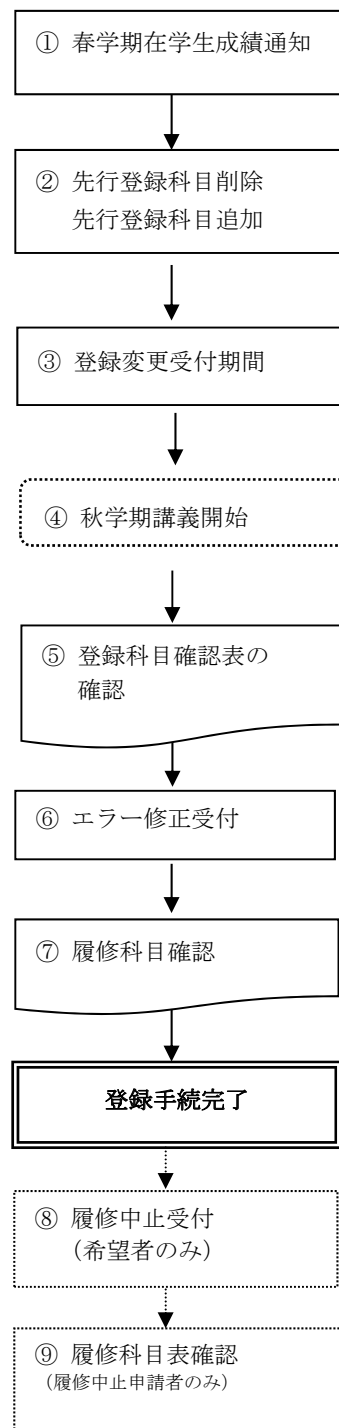 ① 春学期在学生成績通知
② 先行登録科目削除
先行登録科目追加
③ 登録変更受付期間
④ 秋学期講義開始
⑤ 登録科目確認表の
確認
⑥ エラー修正受付
⑦ 履修科目確認
登録手続完了
⑧ 履修中止受付
（希望者のみ）
⑨ 履修科目表確認
（履修中止申請者のみ）